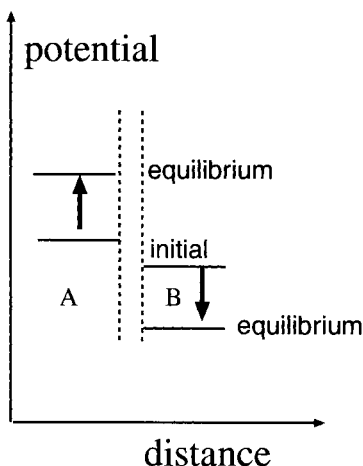 potential
equilibrium
initial
A
B
equilibrium
distance